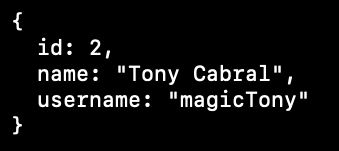 {
  id: 2,
  name: "Tony Cabral",
  username: "magicTony"
}